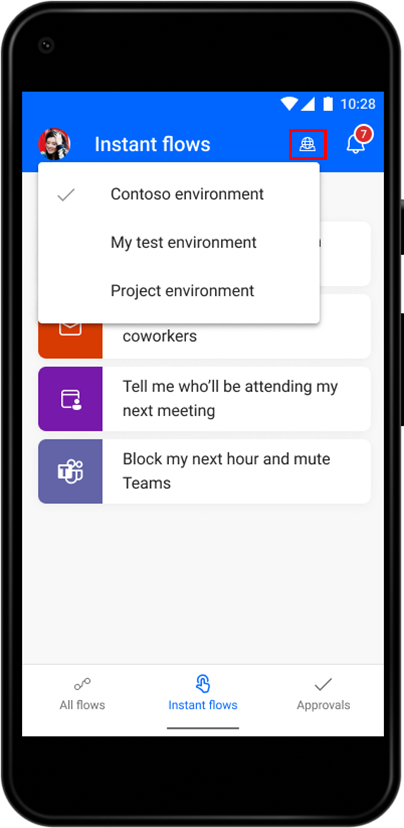 10:28
Instant flows
7
Contoso environment
My test environment
Project environment
coworkers
Tell me who'll be attending my
next meeting
T
Block my next hour and mute
Teams
All flows
Instant flows
Approvals